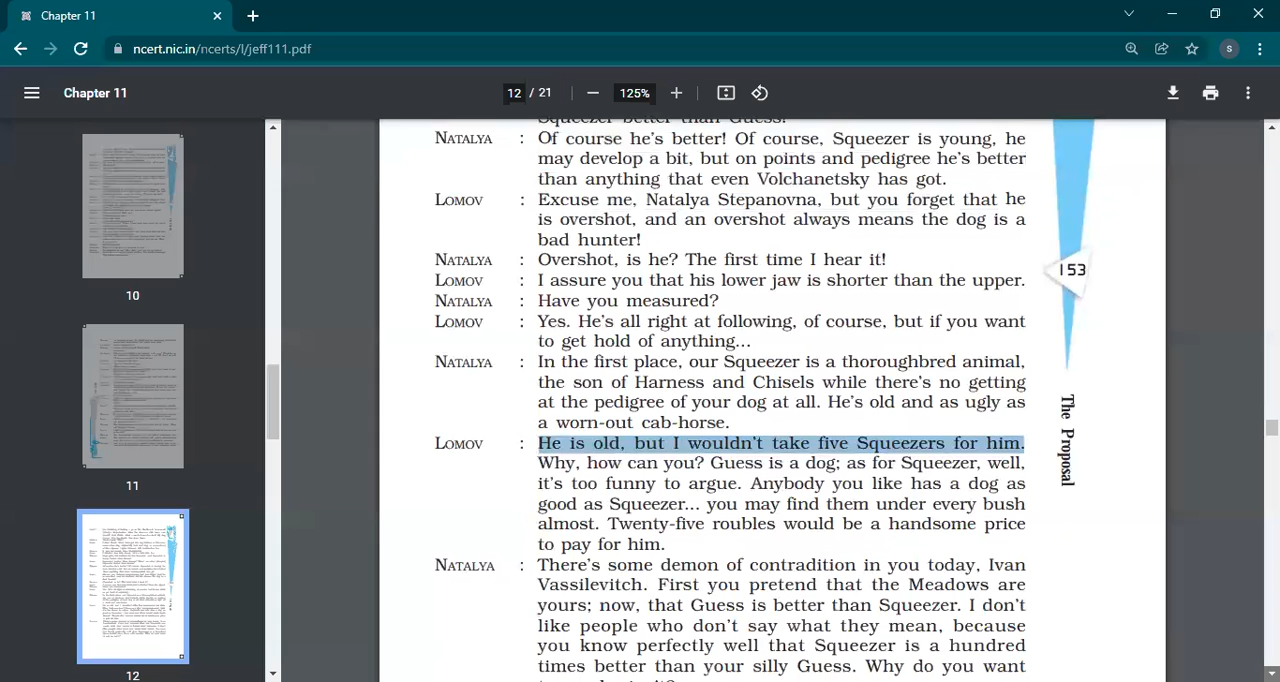 Chapter 11
ncert.nic.in/ncerts/l/jeff111.pdf
S
Chapter 11
12 / 21
125%
10
11
12
Squeezer better than Guess!
NATALYA : Of course he's better! Of course, Squeezer is young, he
may develop a bit, but on points and pedigree he's better
than anything that even Volchanetsky has got.
LOMOV : Excuse me, Natalya Stepanovna, but you forget that he
is overshot, and an overshot always means the dog is a
bad hunter!
NATALYA : Overshot, is he? The first time I hear it!
LOMOV : I assure you that his lower jaw is shorter than the upper.
NATALYA : Have you measured?
LOMOV : Yes. He's all right at following, of course, but if you want
to get hold of anything...
NATALYA : In the first place, our Squeezer is a thoroughbred animal,
the son of Harness and Chisels while there's no getting
at the pedigree of your dog at all. He's old and as ugly as
a worn-out cab-horse.
LOMOV : He is old, but I wouldn't take five Squeezers for him.
Why, how can you? Guess is a dog; as for Squeezer, well,
it's too funny to argue. Anybody you like has a dog as
good as Squeezer... you may find them under every bush
almost. Twenty-five roubles would be a handsome price
to pay for him.
NATALYA : There's some demon of contradiction in you today, Ivan
Vassilevitch. First you pretend that the Meadows are
yours; now, that Guess is better than Squeezer. I don't
like people who don't say what they mean, because
you know perfectly well that Squeezer is a hundred
times better than your silly Guess. Why do you want
153
The Proposal